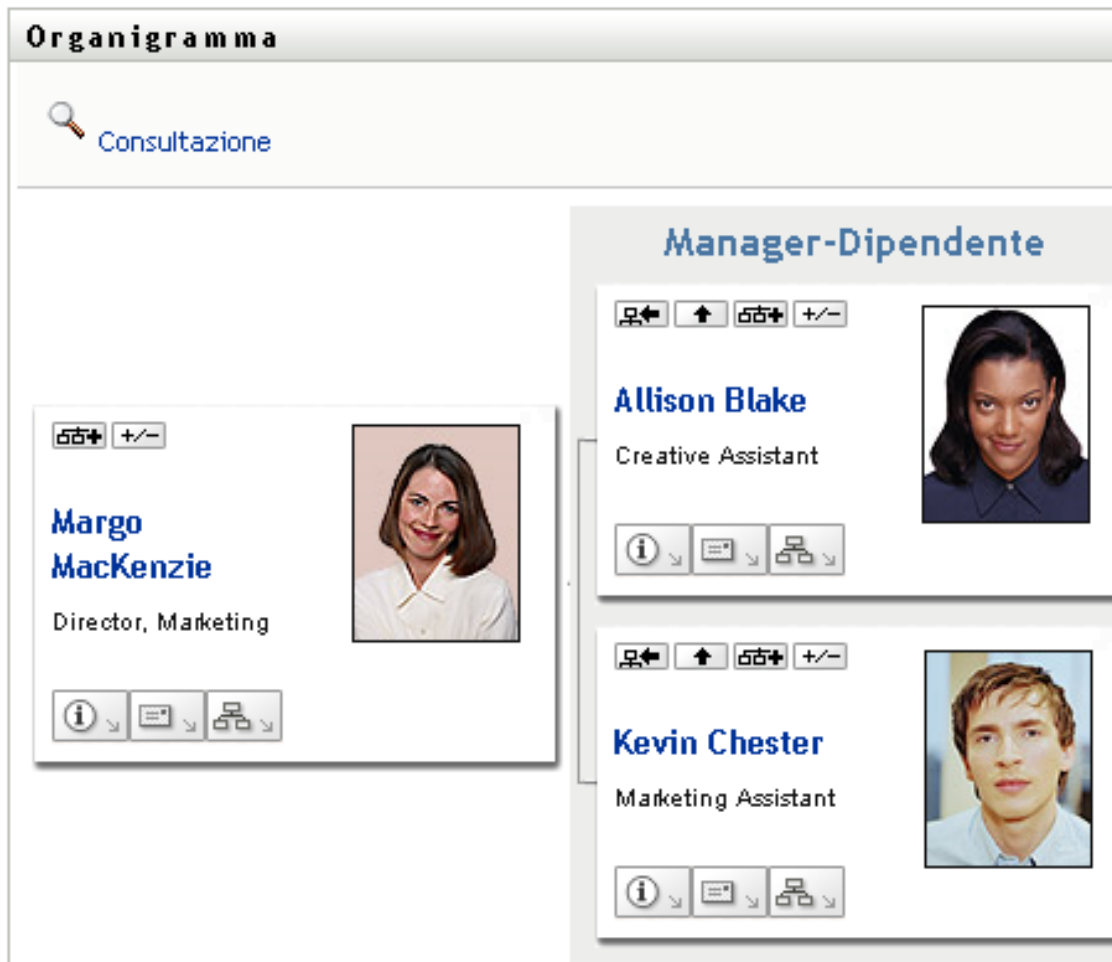 Organigramma
Consultazione
Manager-Dipendente
+/-
Allison Blake
Creative Assistant
+/-
Margo
MacKenzie
Director, Marketing
+/-
Kevin Chester
Marketing Assistant